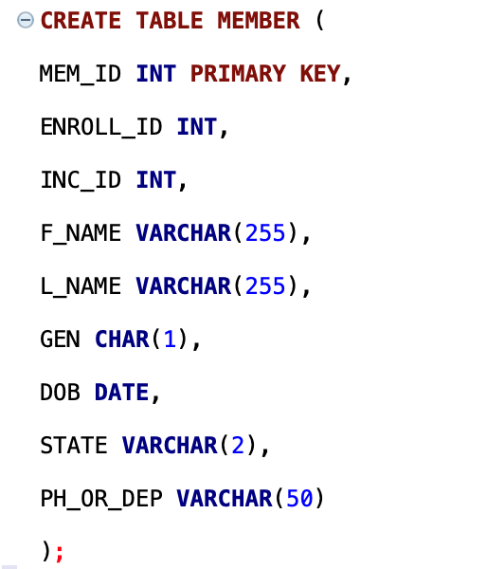 CREATE TABLE MEMBER (
MEM_ID INT PRIMARY KEY,
ENROLL_ID INT,
INC_ID INT,
F_NAME VARCHAR(255),
L_NAME VARCHAR(255),
GEN CHAR(1),
DOB DATE,
STATE VARCHAR(2),
PH_OR_DEP VARCHAR(50)
);